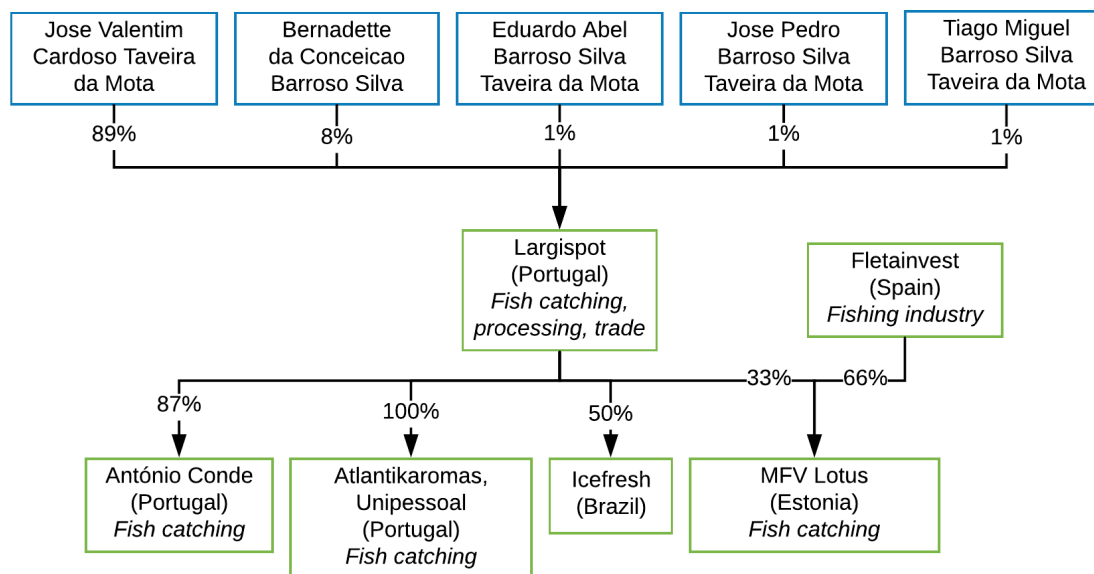 Jose Valentim
Cardoso Taveira
da Mota
Bernadette
da Conceicao
Barroso Silva
Eduardo Abel
Barroso Silva
Taveira da Mota
Jose Pedro
Barroso Silva
Taveira da Mota
Tiago Miguel
Barroso Silva
Taveira da Mota
89%
8%
1%
1%
1%
Largispot
(Portugal)
Fish catching,
processing, trade
Fletainvest
(Spain)
Fishing industry
87%
100%
50%
33%
66%
António Conde
(Portugal)
Fish catching
Atlantikaromas,
Unipessoal
(Portugal)
Fish catching
Icefresh
(Brazil)
MFV Lotus
(Estonia)
Fish catching